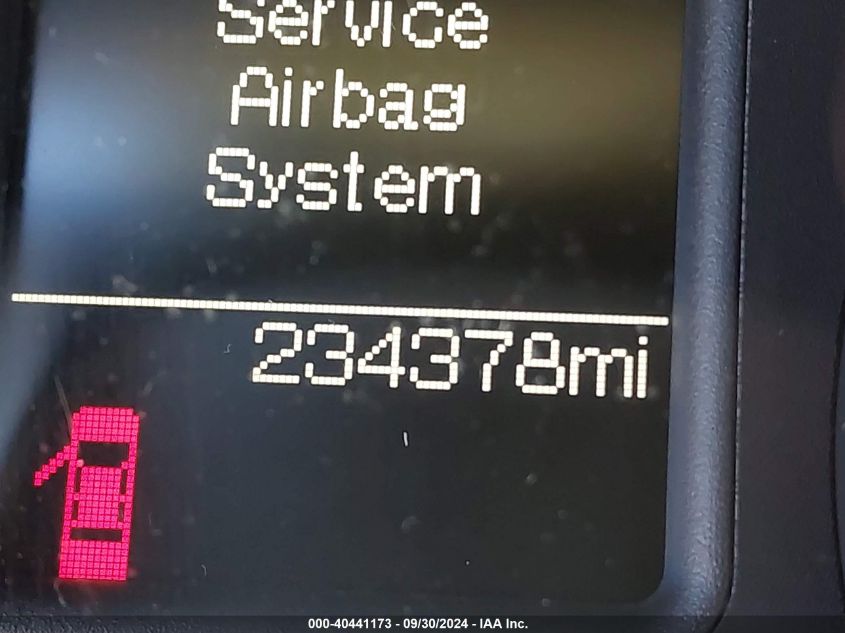 Service
Airbag
System
234378mi
000-40441173 - 09/30/2024 - IAA Inc.